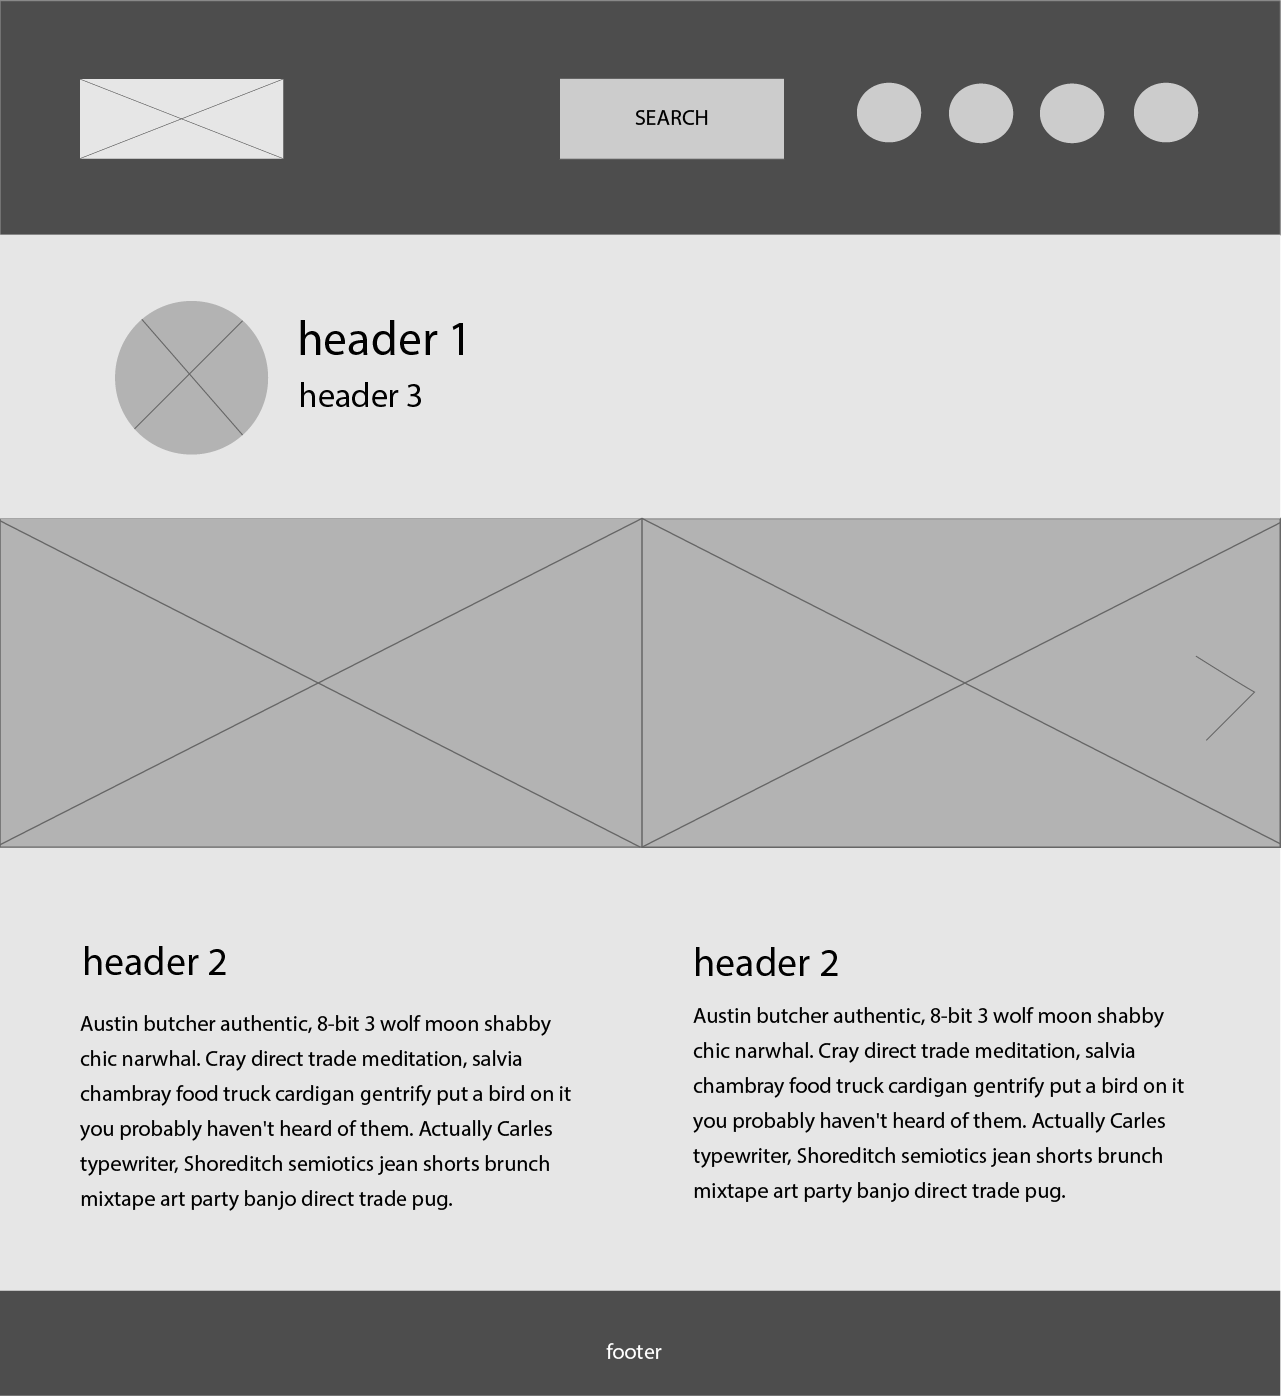 SEARCH
header 1
header 3
header 2
Austin butcher authentic, 8-bit 3 wolf moon shabby
chic narwhal. Cray direct trade meditation, salvia
chambray food truck cardigan gentrify put a bird on it
you probably haven't heard of them. Actually Carles
typewriter, Shoreditch semiotics jean shorts brunch
mixtape art party banjo direct trade pug.
header 2
Austin butcher authentic, 8-bit 3 wolf moon shabby
chic narwhal. Cray direct trade meditation, salvia
chambray food truck cardigan gentrify put a bird on it
you probably haven't heard of them. Actually Carles
typewriter, Shoreditch semiotics jean shorts brunch
mixtape art party banjo direct trade pug.
footer